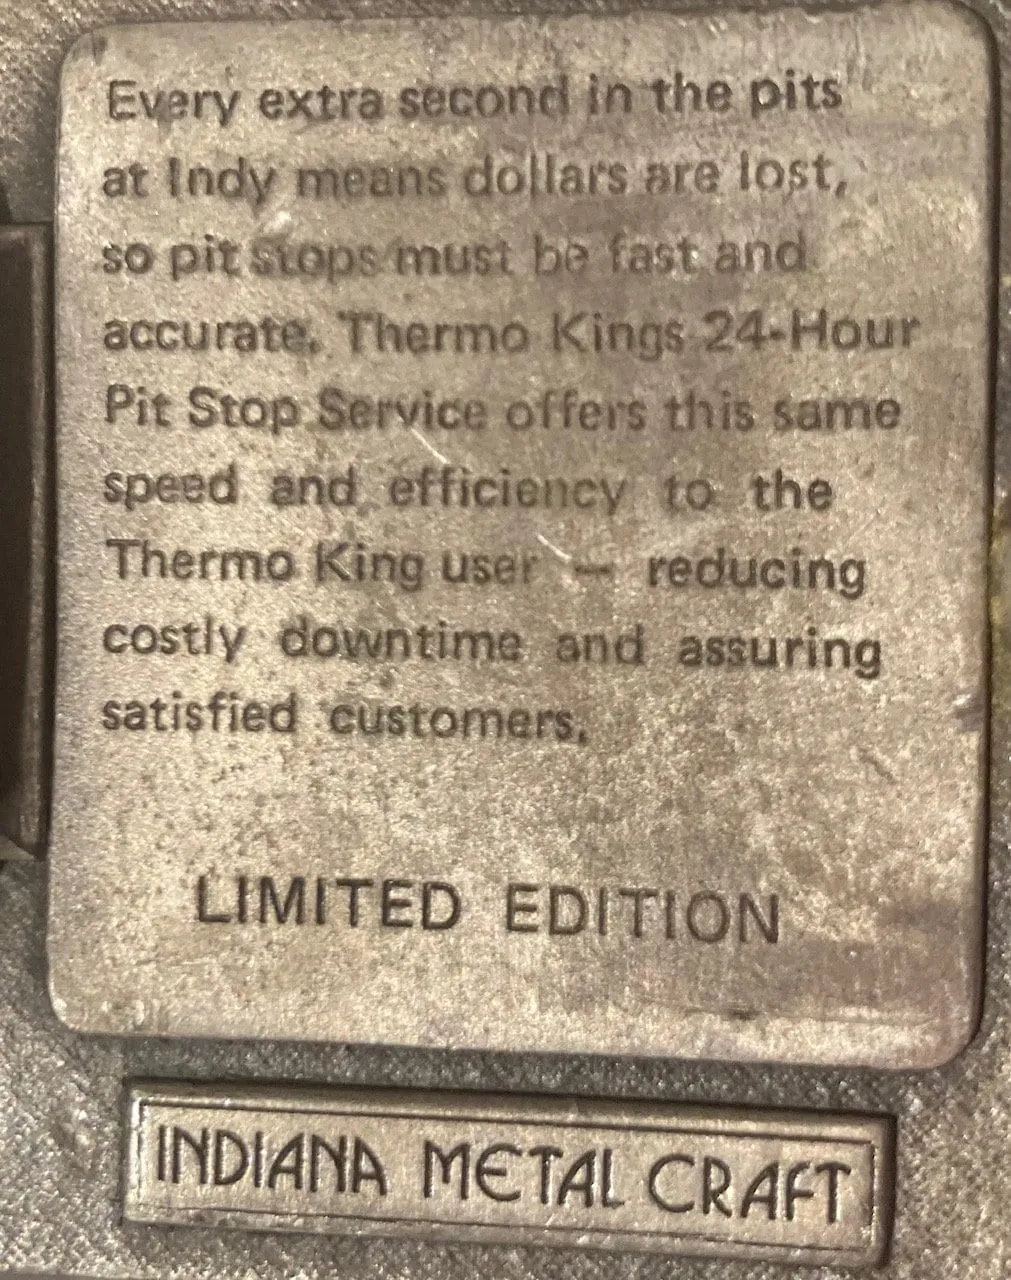 Every extra second in the pits
at Indy means dollars are lost,
so pit stops must be fast and
accurate. Thermo Kings 24-Hour
Pit Stop Service offers this same
speed and efficiency to the
Thermo King user — reducing
costly downtime and assuring
satisfied customers.
LIMITED EDITION
INDIANA METAL CRAFT